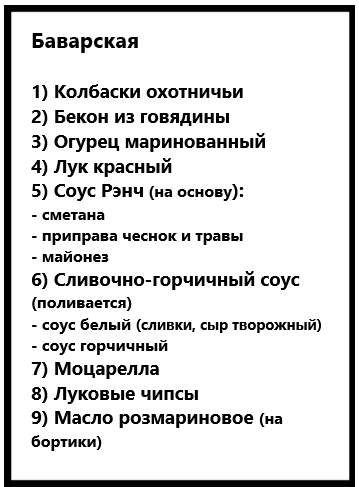 Баварская
1) Колбаски охотничьи
2) Бекон из говядины
3) Огурец маринованный
4) Лук красный
5) Соус Рэнч (на основу):
- сметана
- приправа чеснок и травы
- майонез
6) Сливочно-горчичный соус
(поливается)
- соус белый (сливки, сыр творожный)
- соус горчичный
7) Моцарелла
8) Луковые чипсы
9) Масло розмариновое (на
бортики)